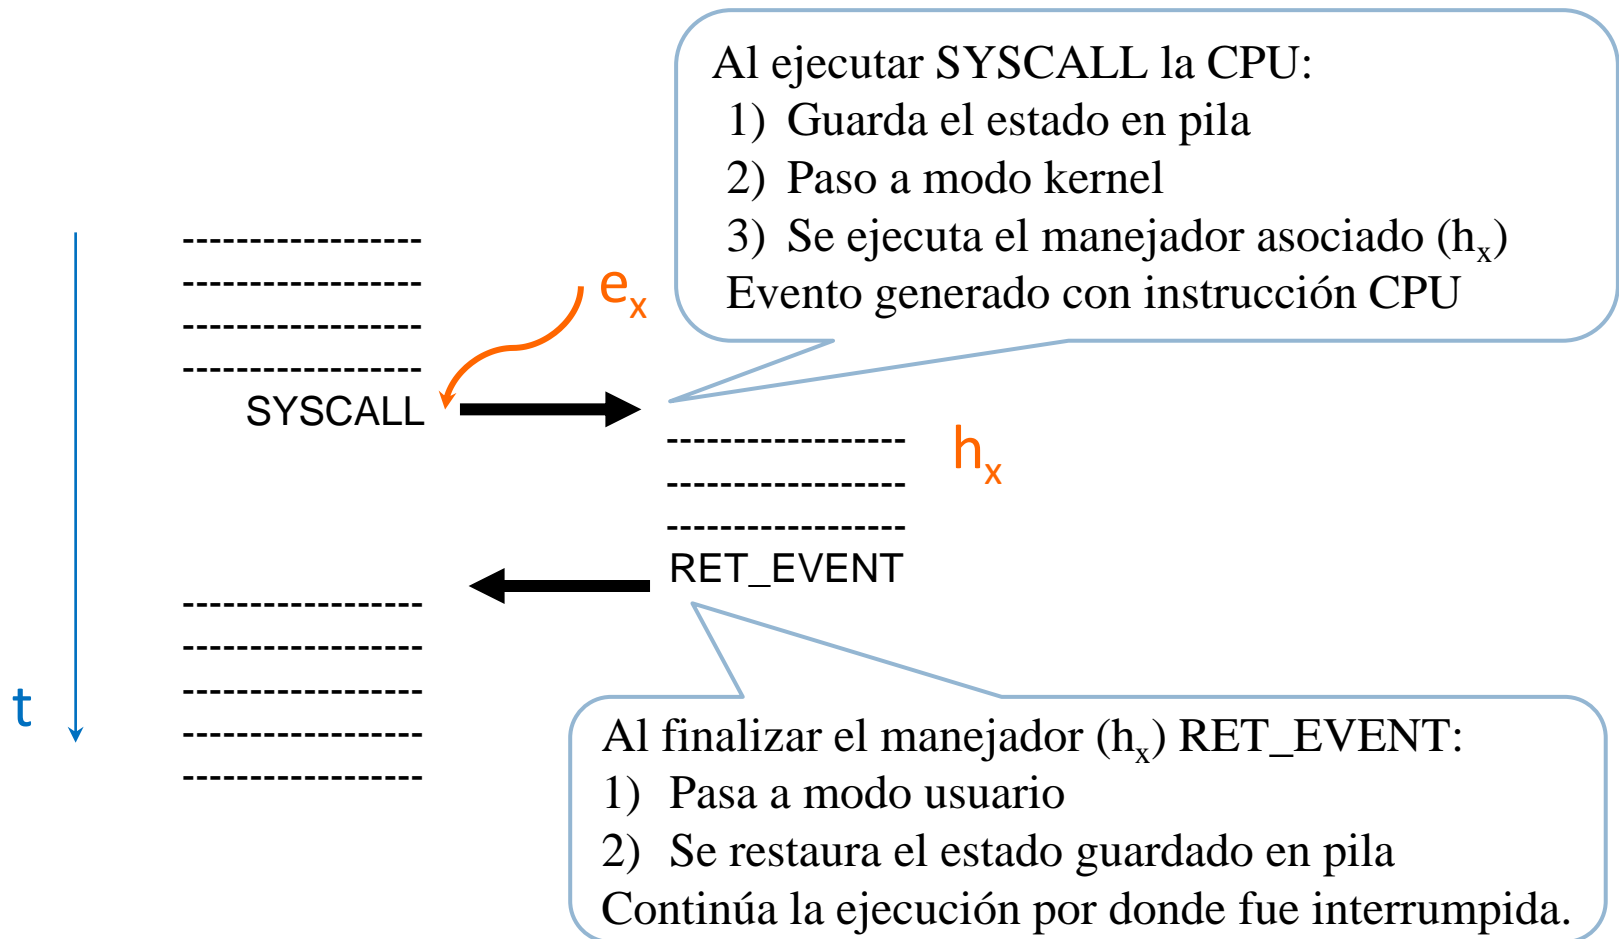 Al ejecutar SYSCALL la CPU:
1) Guarda el estado en pila
2) Paso a modo kernel
3) Se ejecuta el manejador asociado (hx)
Evento generado con instrucción CPU
------------------
------------------
------------------
------------------
ex
SYSCALL
------------------
------------------
------------------
hx
RET_EVENT
------------------
------------------
------------------
------------------
------------------
t
Al finalizar el manejador (hx) RET_EVENT:
1) Pasa a modo usuario
2) Se restaura el estado guardado en pila
Continúa la ejecución por donde fue interrumpida.